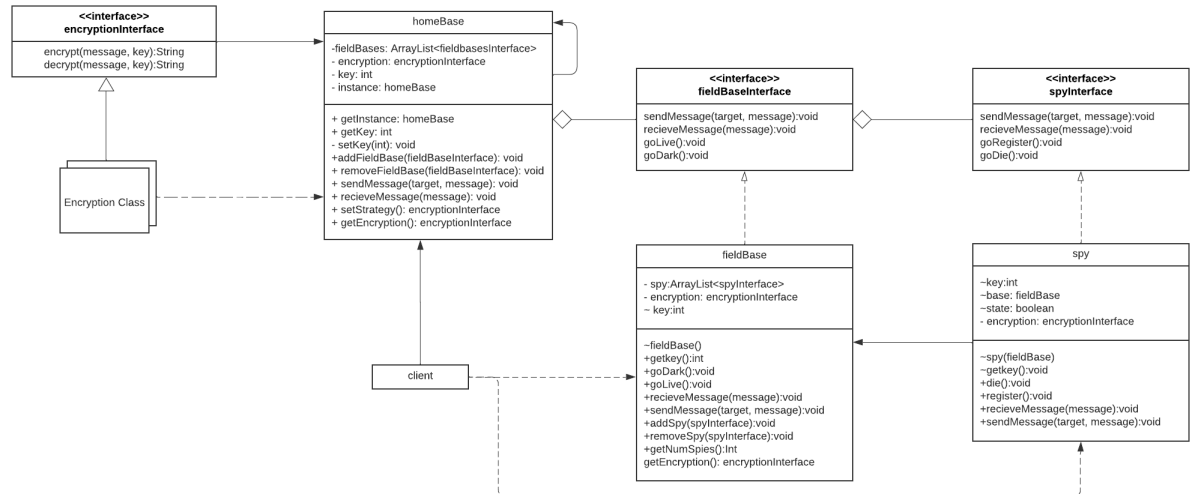 <<interface>>
encryptionInterface
encrypt(message, key):String
decrypt(message, key):String
Encryption Class
homeBase
-fieldBases: ArrayList<fieldbasesInterface>
- encryption: encryptionInterface
- key: int
- instance: homeBase
+ getInstance: homeBase
+ getKey: int
- setKey(int): void
+addFieldBase(fieldBaseInterface): void
+ removeFieldBase(fieldBaseInterface): void
+ sendMessage(target, message): void
+ recieveMessage(message): void
+ setStrategy(): encryptionInterface
+ getEncryption(): encryptionInterface
client
<<interface>>
fieldBaseInterface
sendMessage(target, message):void
recieveMessage(message):void
goLive():void
goDark():void
fieldBase
- spy:ArrayList<spyInterface>
- encryption: encryptionInterface
~ key:int
~fieldBase()
+getkey():int
+goDark():void
+goLive():void
+recieveMessage(message):void
+sendMessage(target, message):void
+addSpy(spyInterface):void
+removeSpy(spyInterface):void
+getNumSpies():Int
getEncryption(): encryptionInterface
<<interface>>
spyInterface
sendMessage(target, message):void
recieveMessage(message):void
goRegister():void
goDie():void
spy
~key:int
~base: fieldBase
~state: boolean
- encryption: encryptionInterface
~spy(fieldBase)
~getkey():void
+die():void
+register():void
+recieveMessage(message):void
+sendMessage(target, message):void